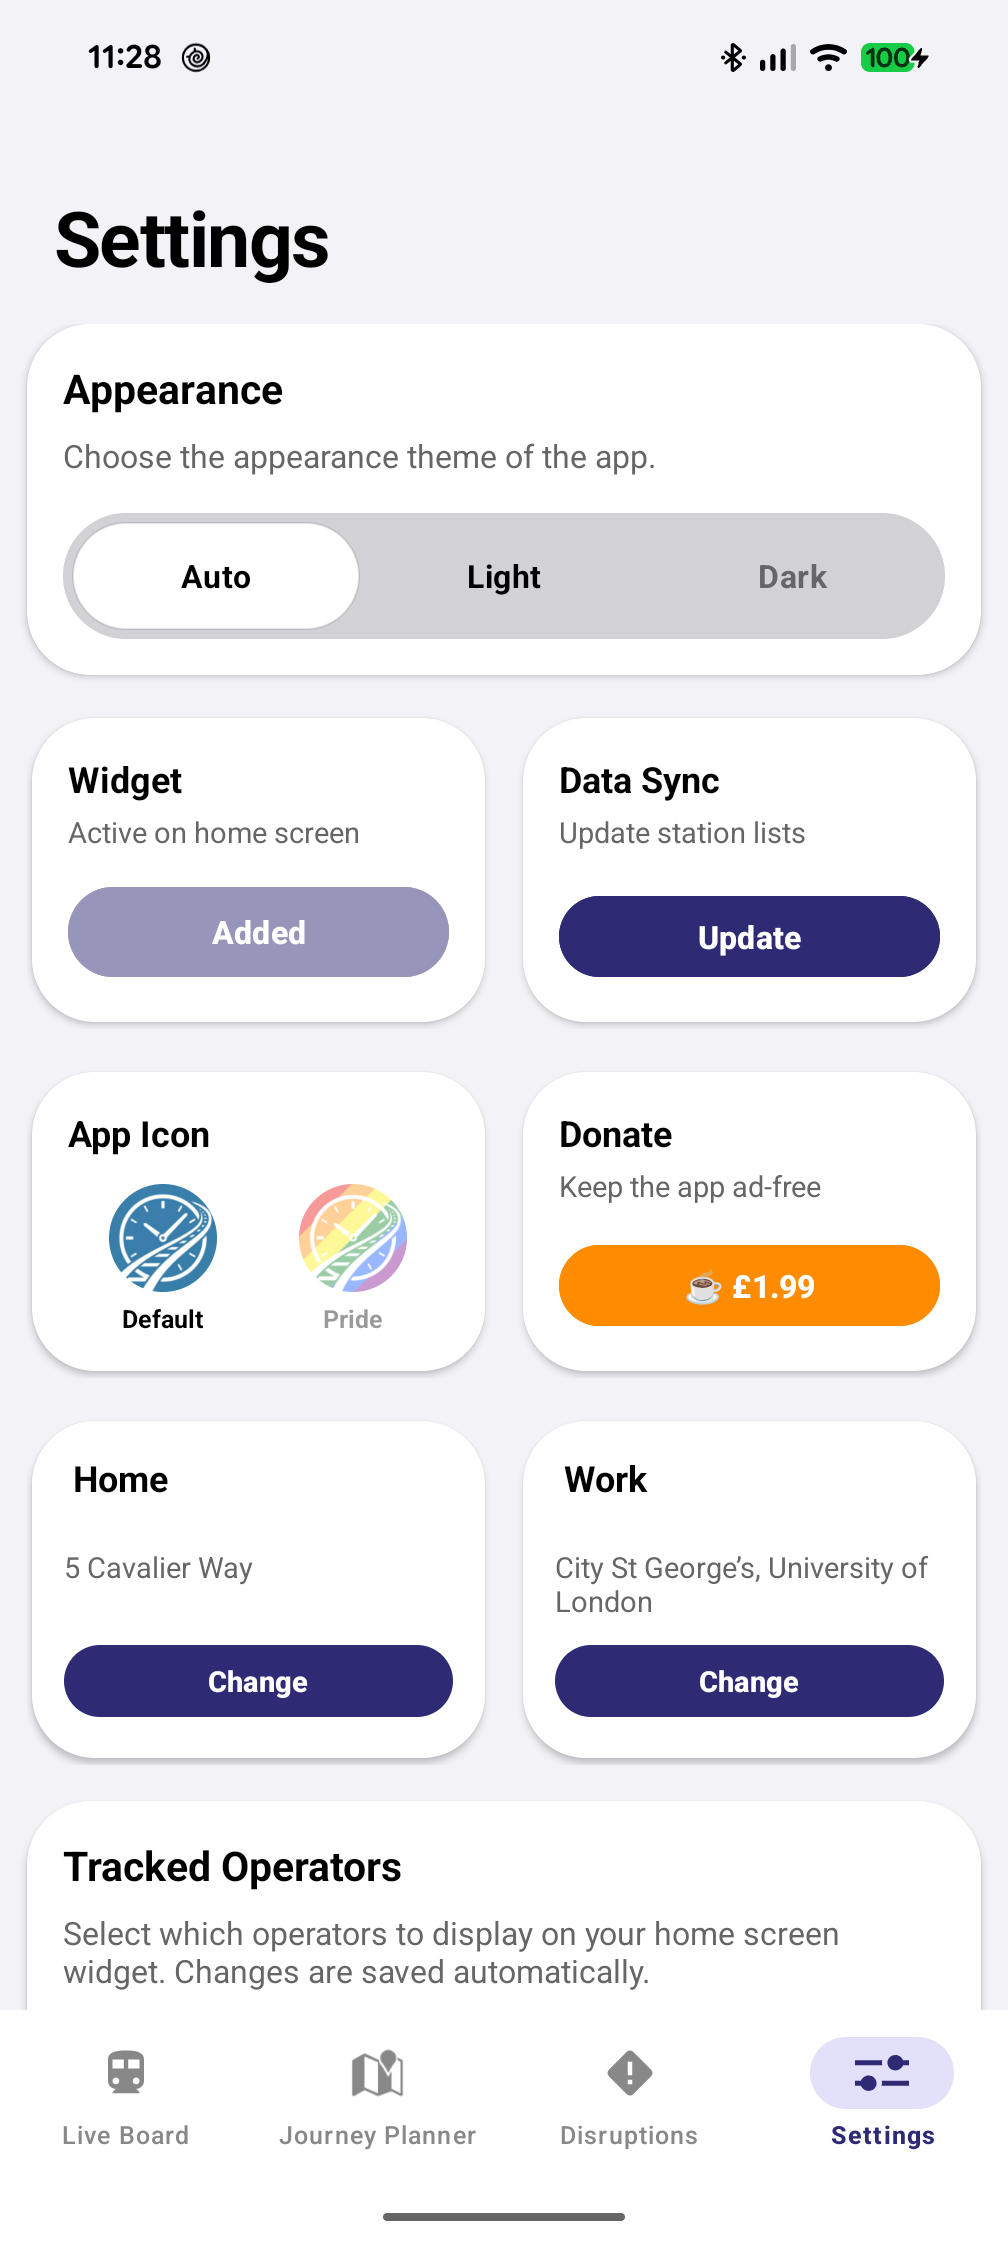 11:28
100
Settings
Appearance
Choose the appearance theme of the app.
Auto
Light
Dark
Widget
Active on home screen
Added
Data Sync
Update station lists
Update
App Icon
Default
Pride
Donate
Keep the app ad-free
☕ £1.99
Home
5 Cavalier Way
Change
Work
City St George’s, University of
London
Change
Tracked Operators
Select which operators to display on your home screen
widget. Changes are saved automatically.
Live Board
Journey Planner
Disruptions
Settings